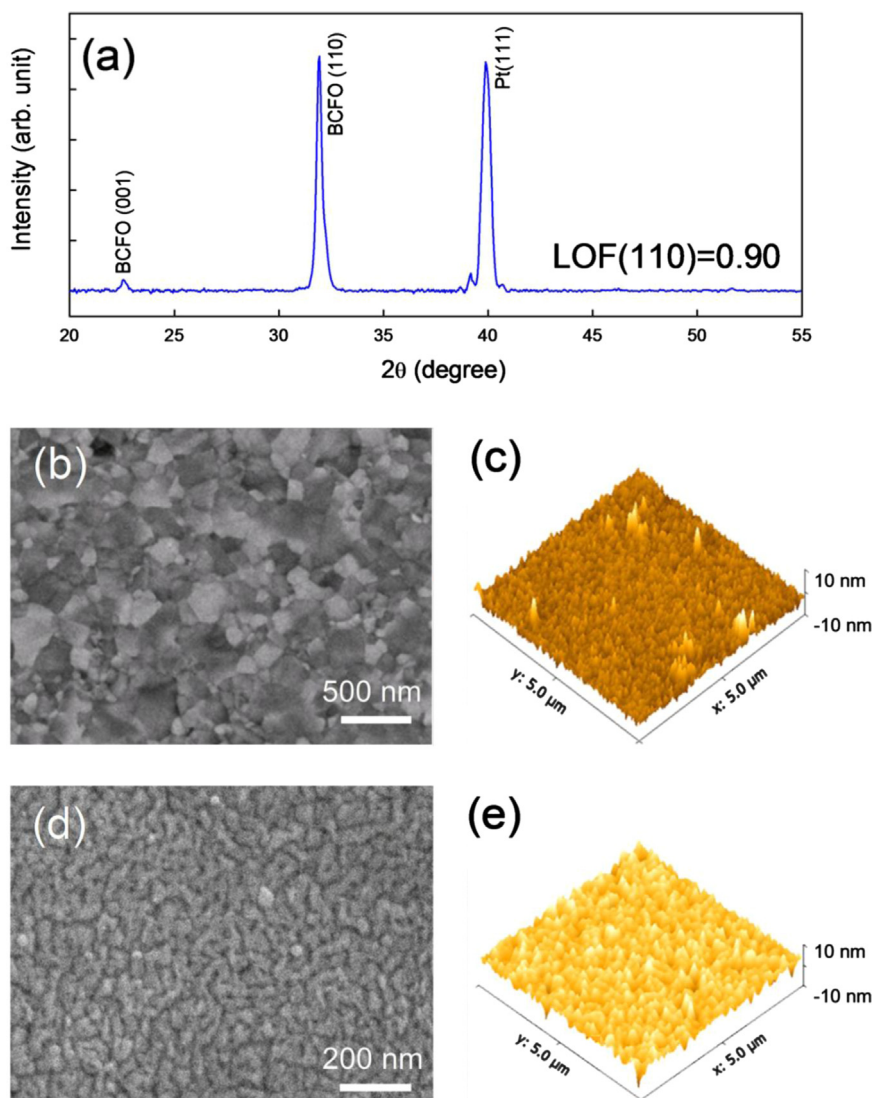 (a)
BCFO (001)
BCFO (110)
Pt(111)
LOF(110)=0.90
Intensity (arb. unit)
20 25 30 35 40 45 50 55
2θ (degree)
(b)
500 nm
(c)
10 nm
-10 nm
y: 5.0 µm
x: 5.0 µm
(d)
200 nm
(e)
10 nm
-10 nm
y: 5.0 µm
x: 5.0 µm